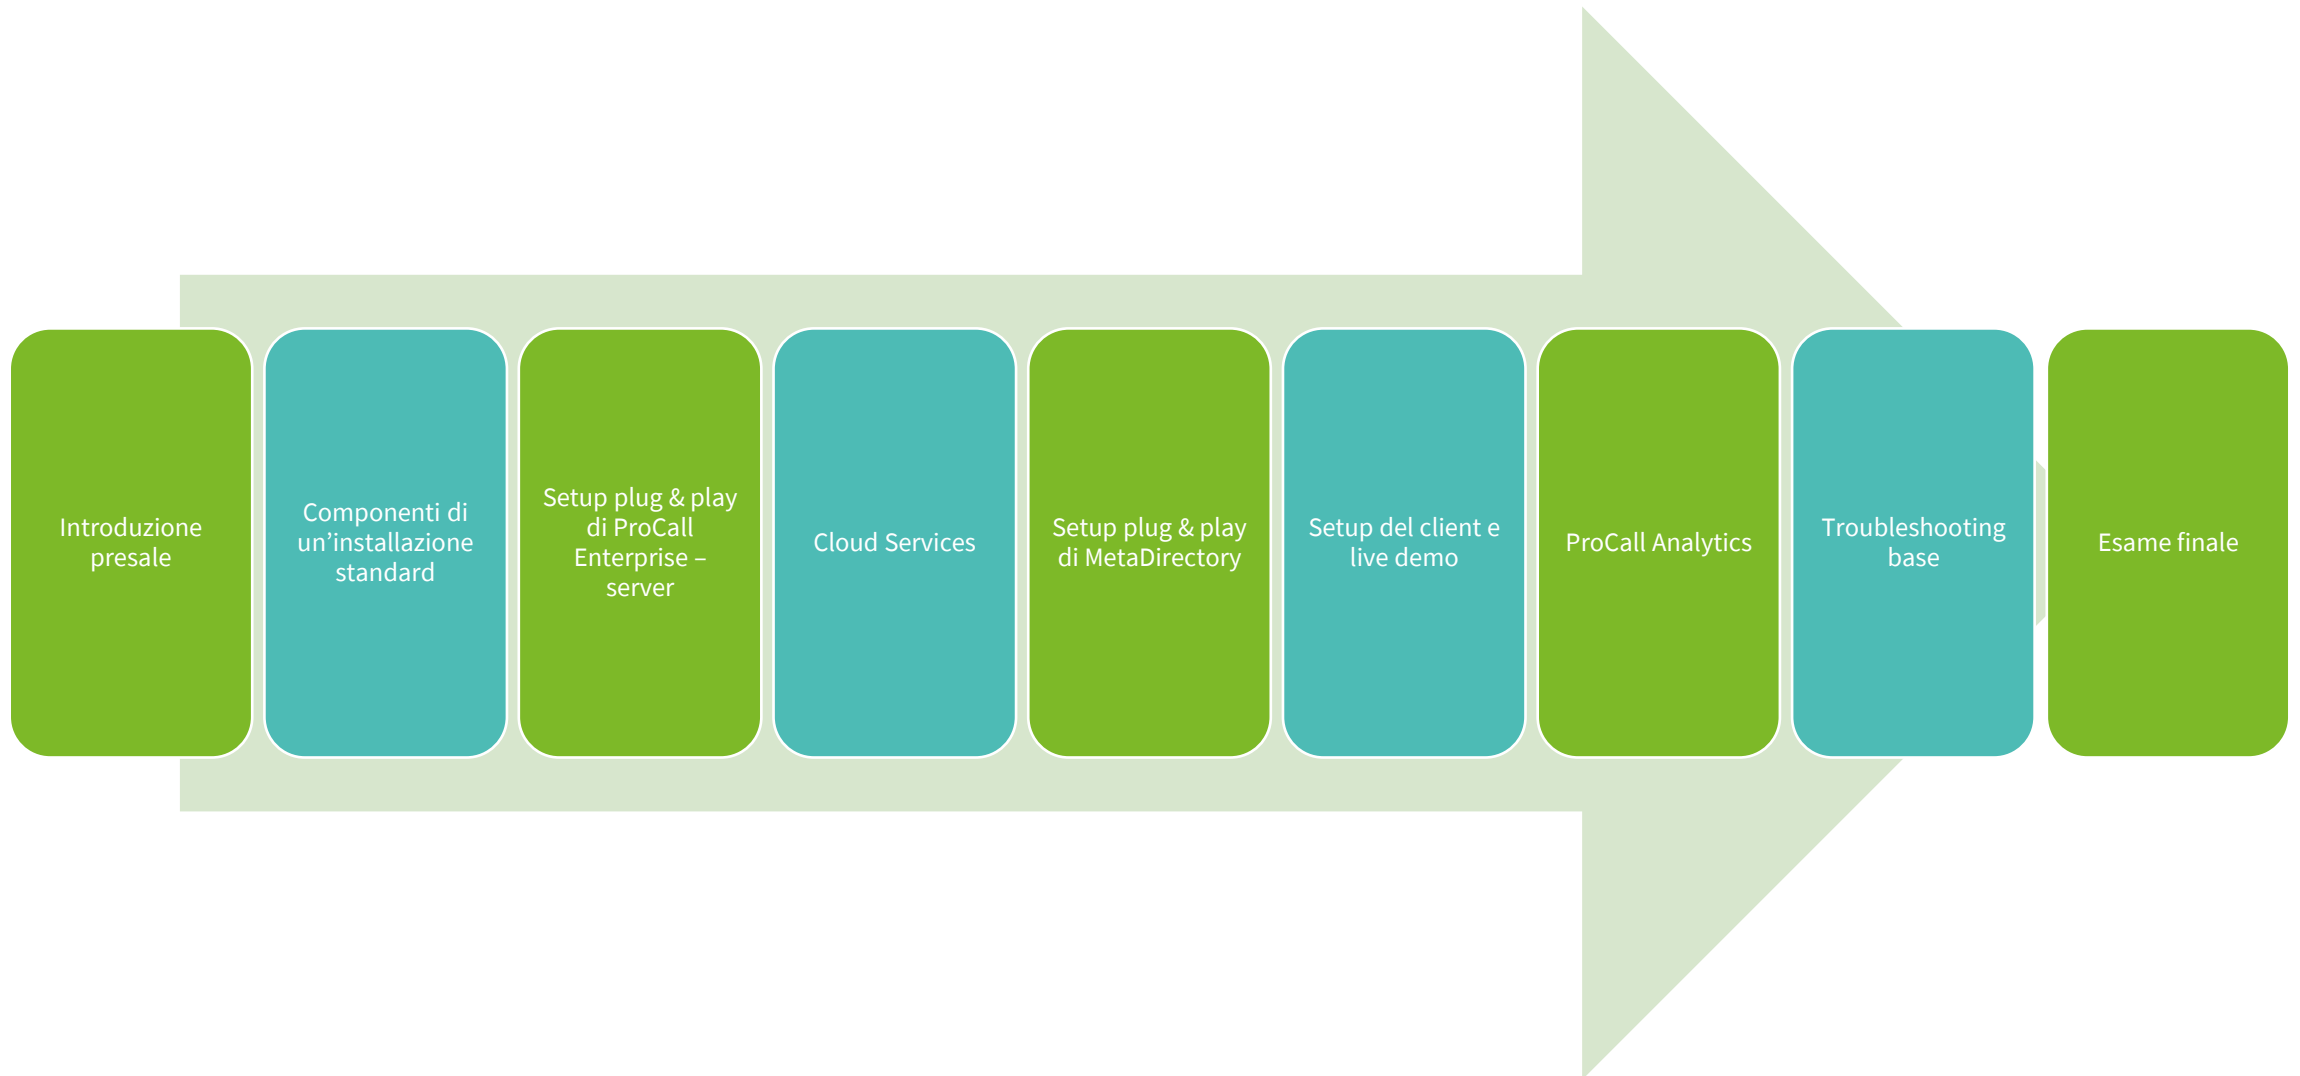 Introduzione
presale
Componenti di
un’installazione
standard
Setup plug & play
di ProCall
Enterprise –
server
Cloud Services
Setup plug & play
di MetaDirectory
Setup del client e
live demo
ProCall Analytics
Troubleshooting
base
Esame finale